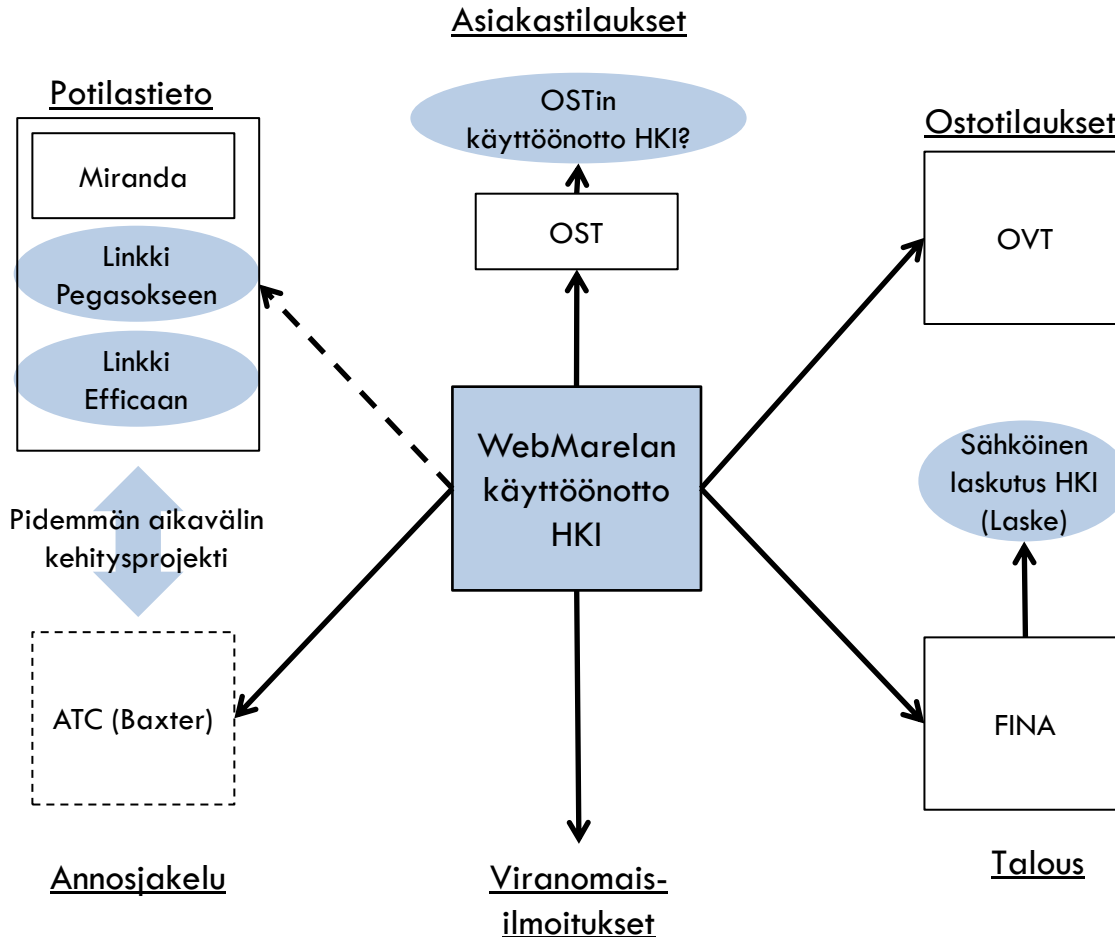 Asiakastilaukset
Potilastieto
OSTin
käyttöönotto HKI?
Ostotilaukset
Miranda
OST
OVT
Linkki
Pegasokseen
Linkki
Efficaan
WebMarelan
käyttöönotto
HKI
Sähköinen
laskutus HKI
(Laske)
Pidemmän aikavälin
kehitysprojekti
ATC (Baxter)
FINA
Annosjakelu
Viranomais-
ilmoitukset
Talous